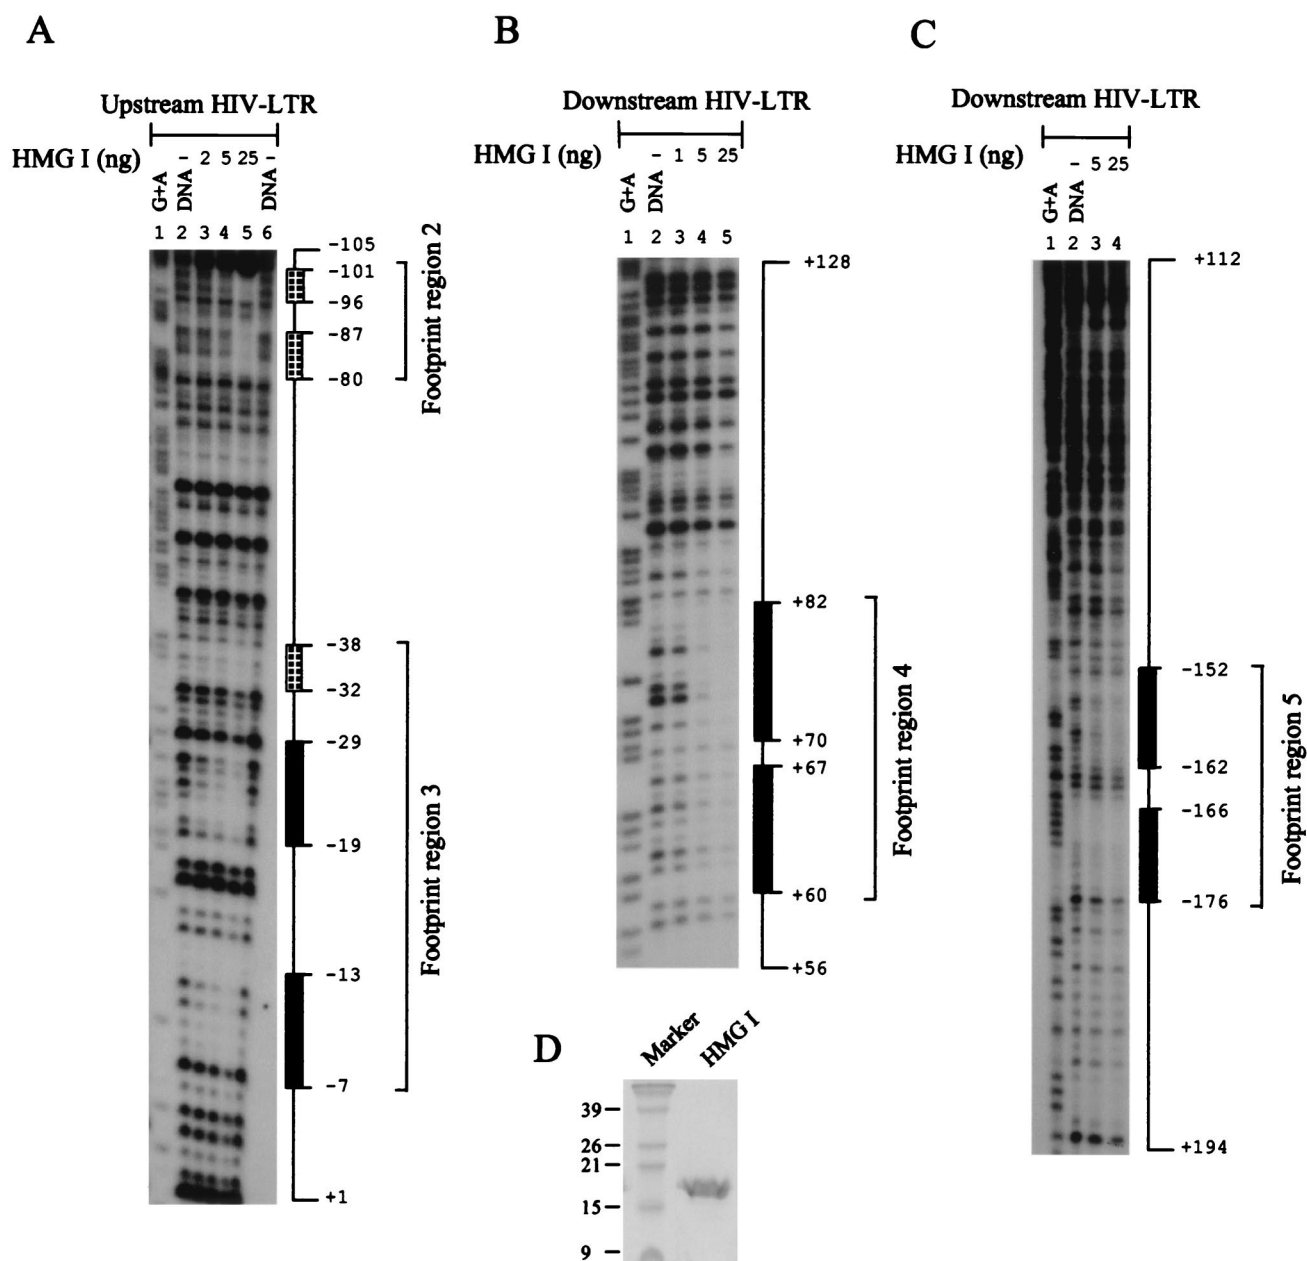 A
Upstream HIV-LTR
HMG I (ng)
- 2 5 25 -
G+A
DNA
DNA
1 2 3 4 5 6
-105
-101
-96
-87
-80
Footprint region 2
-38
-32
-29
-19
-13
-7
+1
Footprint region 3
B
Downstream HIV-LTR
HMG I (ng)
- 1 5 25
G+A
DNA
1 2 3 4 5
+128
+82
+70
+67
+60
+56
Footprint region 4
C
Downstream HIV-LTR
HMG I (ng)
- 5 25
G+A
DNA
1 2 3 4
+112
-152
-162
-166
-176
+194
Footprint region 5
D
Marker
HMG I
39
26
21
15
9